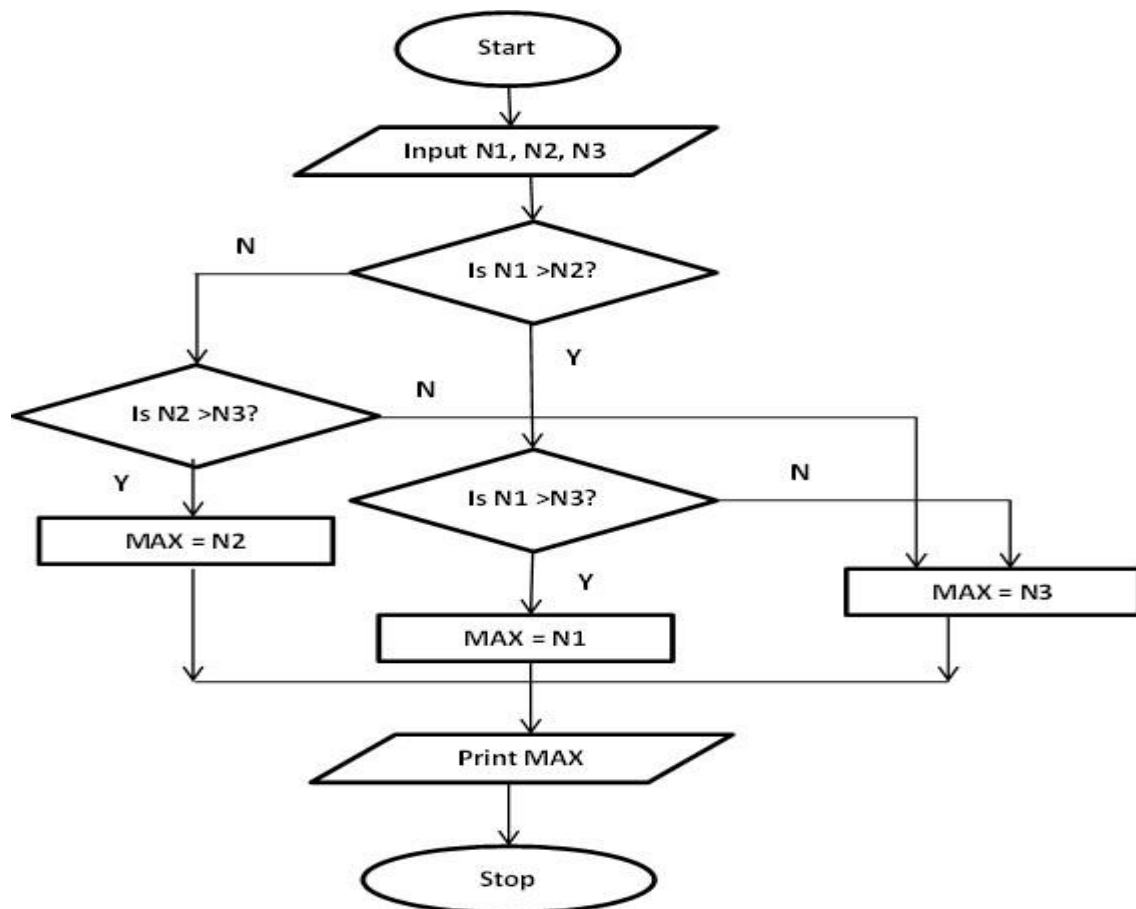 Start
Input N1, N2, N3
N
Is N1 >N2?
Y
N
Is N2 >N3?
Y
Is N1 >N3?
N
MAX = N2
Y
MAX = N3
MAX = N1
Print MAX
Stop